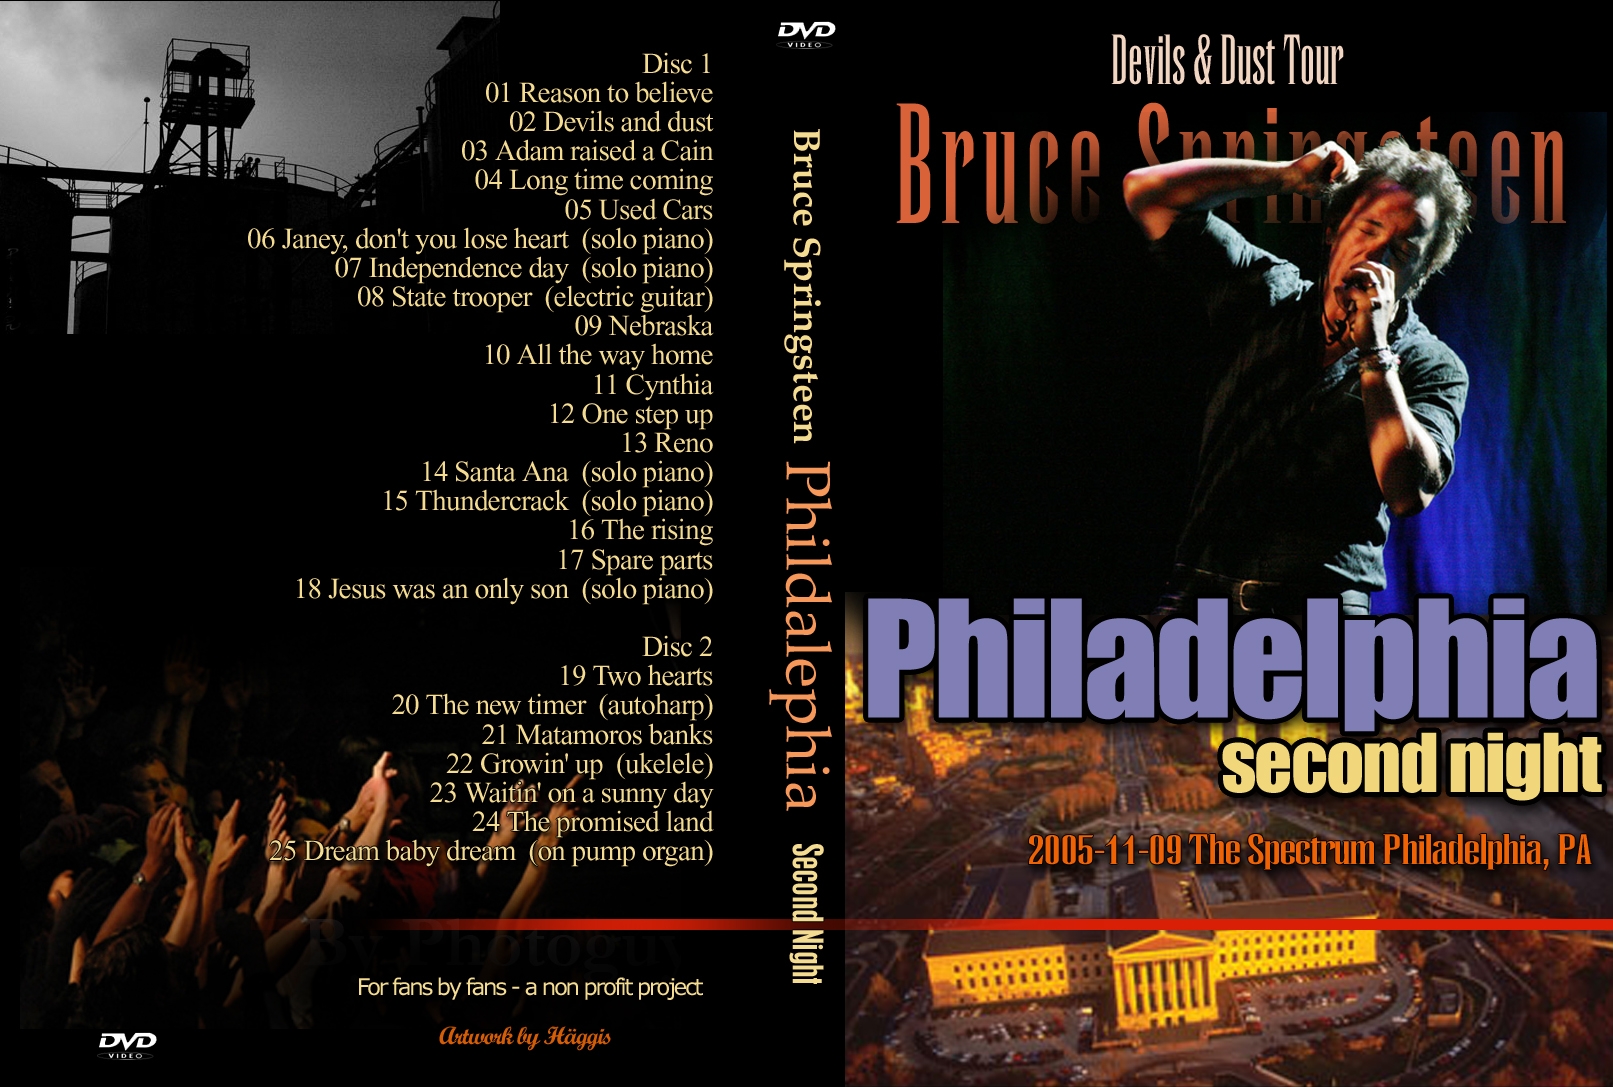 Disc 1
01 Reason to believe
02 Devils and dust
03 Adam raised a Cain
04 Long time coming
05 Used Cars
06 Janey, don't you lose heart (solo piano)
07 Independence day (solo piano)
08 State trooper (electric guitar)
09 Nebraska
10 All the way home
11 Cynthia
12 One step up
13 Reno
14 Santa Ana (solo piano)
15 Thundercrack (solo piano)
16 The rising
17 Spare parts
18 Jesus was an only son (solo piano)
Disc 2
19 Two hearts
20 The new timer (autoharp)
21 Matamoros banks
22 Growin' up (ukelele)
23 Waitin' on a sunny day
24 The promised land
25 Dream baby dream (on pump organ)
By Photoguy
For fans by fans - a non profit project
Artwork by Häggis
DVD
VIDEO
DVD
VIDEO
Bruce Springsteen Phildalephia Second Night
Devils & Dust Tour
Bruce Springsteen
Philadelphia
second night
2005-11-09 The Spectrum Philadelphia, PA